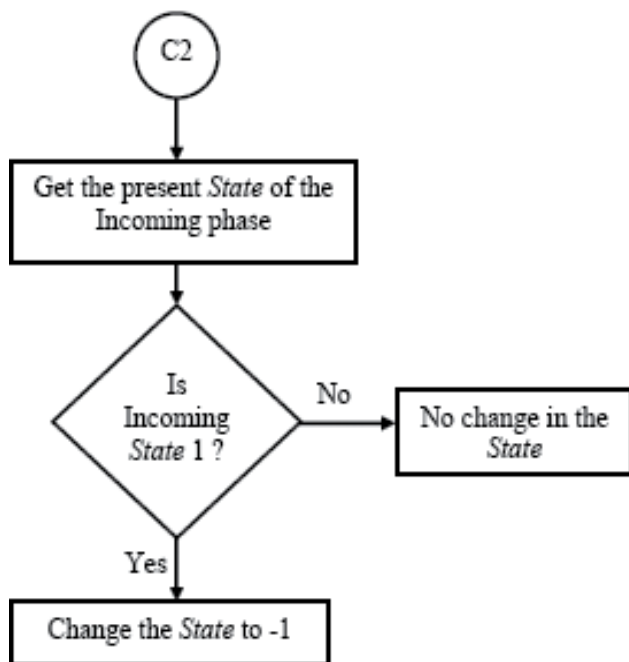 C2
Get the present State of the
Incoming phase
Is
Incoming
State 1 ?
No
No change in the
State
Yes
Change the State to -1